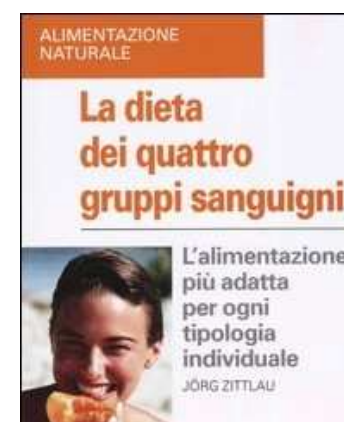 ALIMENTAZIONE
NATURALE
La dieta
dei quattro
gruppi sanguigni
L'alimentazione
più adatta
per ogni
tipologia
individuale
JÖRG ZITTLAU